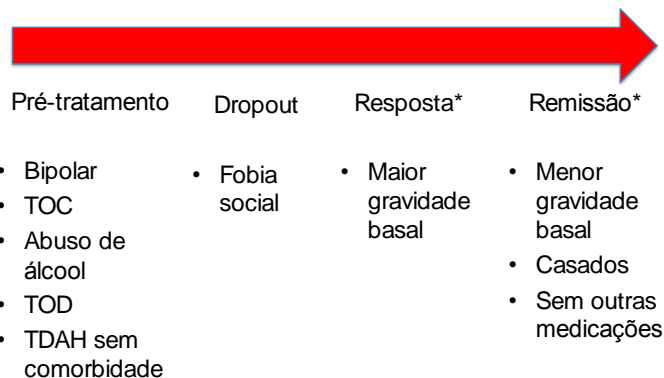 Pré-tratamento
• Bipolar
• TOC
• Abuso de
álcool
• TOD
• TDAH sem
comorbidade
Dropout
• Fobia
social
Resposta*
• Maior
gravidade
basal
Remissão*
• Menor
gravidade
basal
• Casados
• Sem outras
medicações